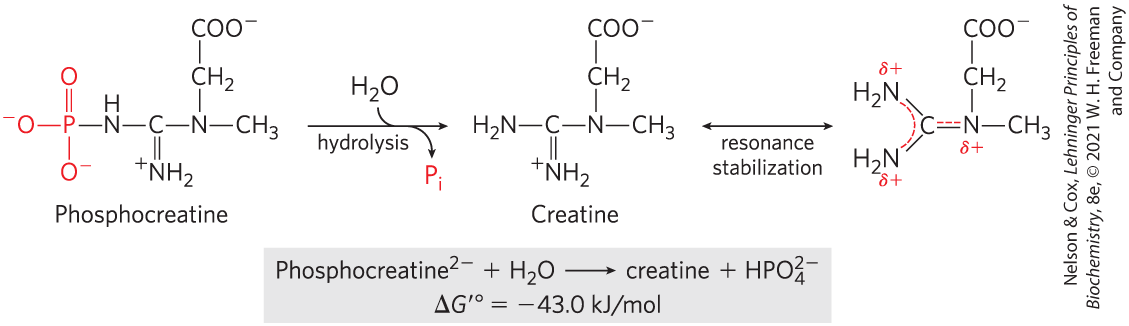 COO⁻
CH₂
O
⁻O—P—N—C—N—CH₃
H
O⁻
⁺NH₂
Phosphocreatine
H₂O
hydrolysis
Pᵢ
COO⁻
CH₂
H₂N—C—N—CH₃
⁺NH₂
Creatine
resonance
stabilization
COO⁻
CH₂
δ+
H₂N
C
N—CH₃
δ+
H₂N
δ+
Phosphocreatine²⁻ + H₂O ⟶ creatine + HPO₄²⁻
ΔG′° = −43.0 kJ/mol
Nelson & Cox, Lehninger Principles of
Biochemistry, 8e, © 2021 W. H. Freeman
and Company